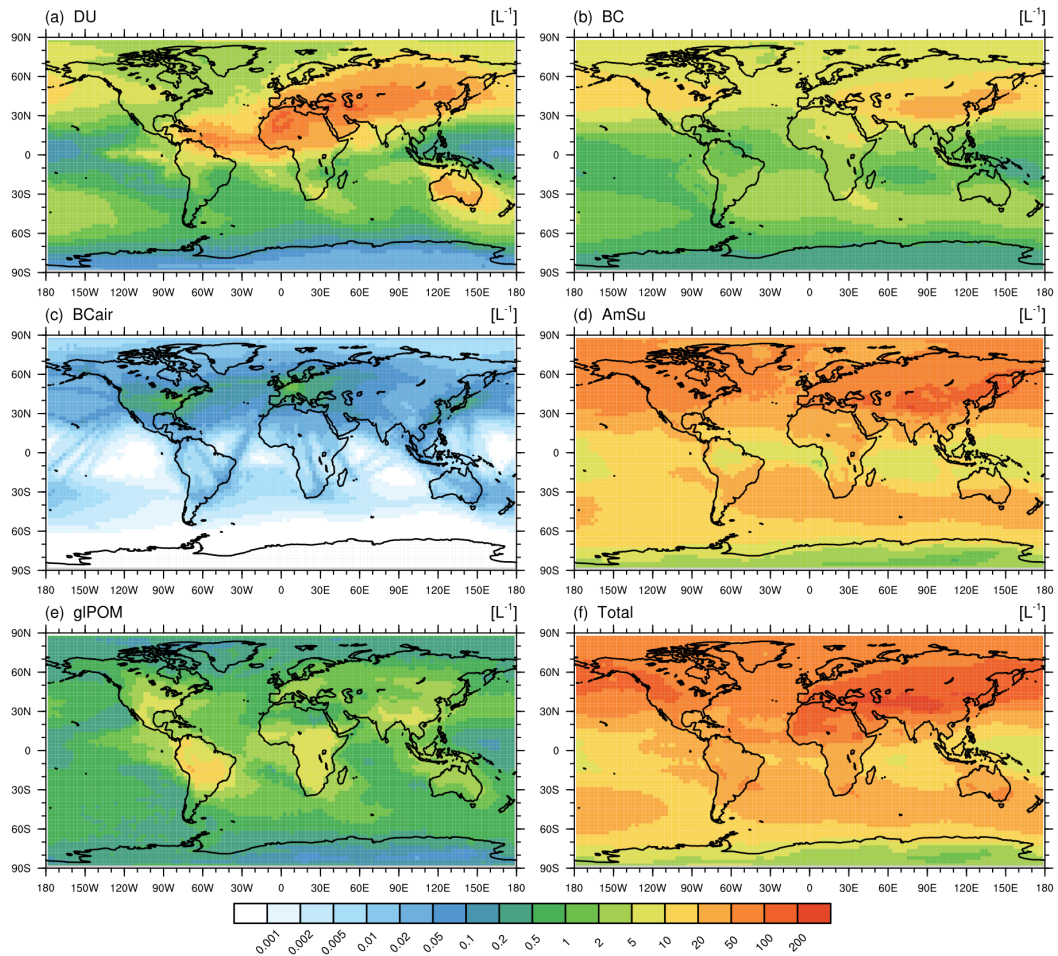 (a) DU [L⁻¹] (b) BC [L⁻¹]
90N 90N
60N 60N
30N 30N
0 0
30S 30S
60S 60S
90S 90S
180 150W 120W 90W 60W 30W 0 30E 60E 90E 120E 150E 180 180 150W 120W 90W 60W 30W 0 30E 60E 90E 120E 150E 180
(c) BCair [L⁻¹] (d) AmSu [L⁻¹]
90N 90N
60N 60N
30N 30N
0 0
30S 30S
60S 60S
90S 90S
180 150W 120W 90W 60W 30W 0 30E 60E 90E 120E 150E 180 180 150W 120W 90W 60W 30W 0 30E 60E 90E 120E 150E 180
(e) glPOM [L⁻¹] (f) Total [L⁻¹]
90N 90N
60N 60N
30N 30N
0 0
30S 30S
60S 60S
90S 90S
180 150W 120W 90W 60W 30W 0 30E 60E 90E 120E 150E 180 180 150W 120W 90W 60W 30W 0 30E 60E 90E 120E 150E 180
0.001 0.002 0.005 0.01 0.02 0.05 0.1 0.2 0.5 1 2 5 10 20 50 100 200